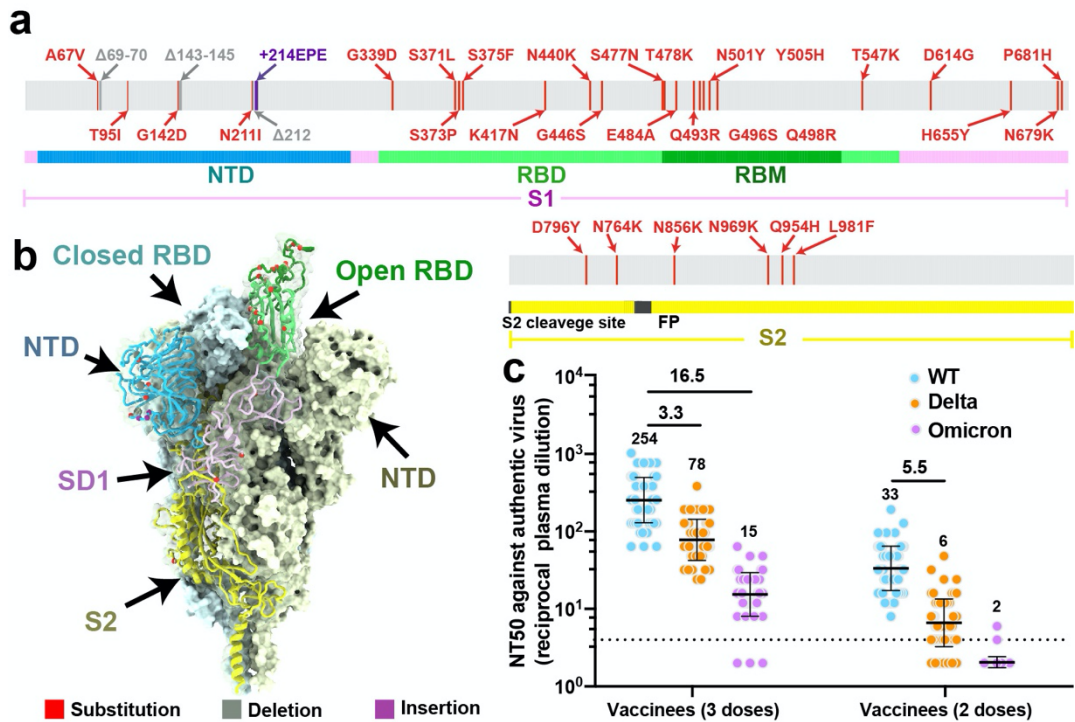 a
A67V Δ69-70 Δ143-145 +214EPE G339D S371L S375F N440K S477N T478K N501Y Y505H T547K D614G P681H
T95I G142D N211I Δ212 S373P K417N G446S E484A Q493R G496S Q498R H655Y N679K
NTD RBD RBM
S1
D796Y N764K N856K N969K Q954H L981F
S2 cleavege site FP
S2
b
Closed RBD
Open RBD
NTD
NTD
SD1
S2
Substitution Deletion Insertion
c
NT50 against authentic virus
(reciprocal plasma dilution)
10⁴
10³
10²
10¹
10⁰
WT
Delta
Omicron
16.5
3.3
254
78
15
5.5
33
6
2
Vaccinees (3 doses) Vaccinees (2 doses)